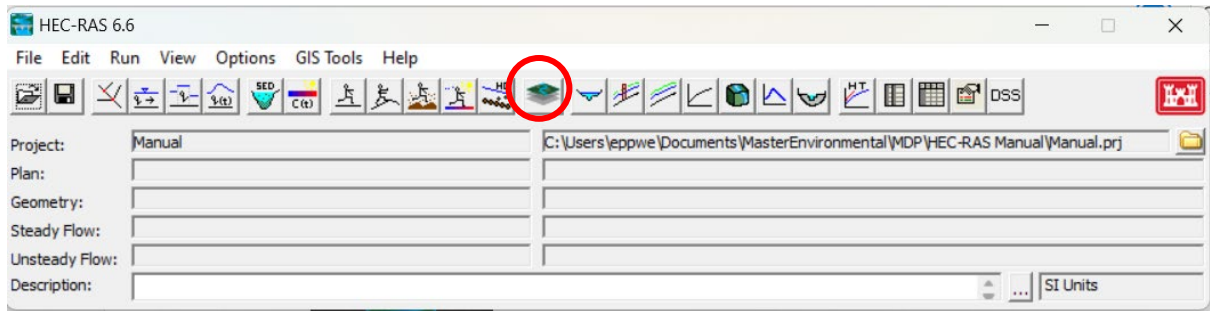 HEC-RAS 6.6
File Edit Run View Options GIS Tools Help
SED C(t) HT DSS
Project: Manual C:\Users\eppwe\Documents\MasterEnvironmental\MDP\HEC-RAS Manual\Manual.prj
Plan:
Geometry:
Steady Flow:
Unsteady Flow:
Description: ... SI Units